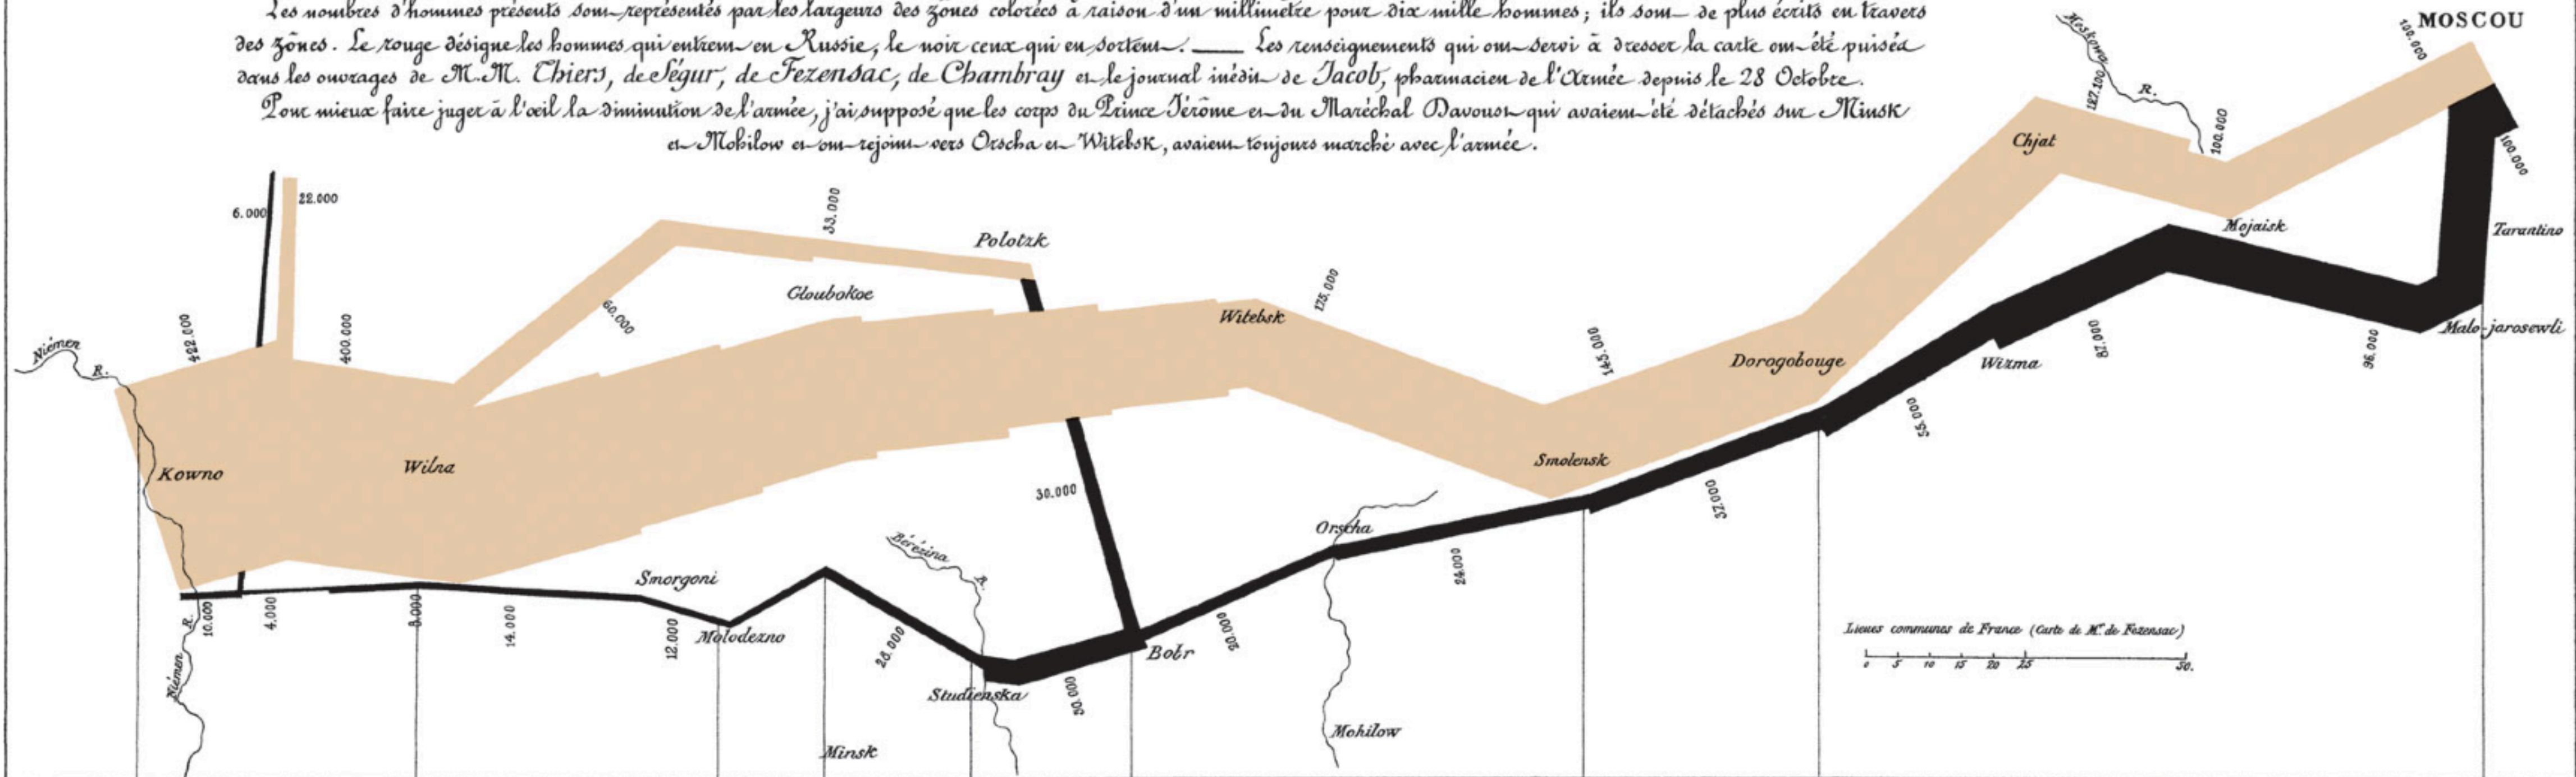 Les nombres d'hommes présents sont représentés par les largeurs des zônes colorées à raison d'un millimètre pour dix mille hommes; ils sont de plus écrits en travers
des zônes. Le rouge désigne les hommes qui entrent en Russie, le noir ceux qui en sortent. — Les renseignements qui ont servi à dresser la carte ont été puisés
dans les ouvrages de M.M. Thiers, de Ségur, de Fezensac, de Chambray et le journal inédit de Jacob, pharmacien de l'Armée depuis le 28 Octobre.
Pour mieux faire juger à l'œil la diminution de l'armée, j'ai supposé que les corps du Prince Jérôme et du Maréchal Davoust qui avaient été détachés sur Minsk
et Mohilow et ont rejoint vers Orscha et Witebsk, avaient toujours marché avec l'armée.
MOSCOU
100.000
Moskowa
R.
127.100
100.000
Chjat
100.000
Mojaisk
Tarantino
6.000
22.000
33.000
Polotzk
Gloubokoe
60.000
422.000
400.000
Niémen
R.
Witebsk
175.000
145.000
Dorogobouge
Wizma
87.000
96.000
Malo-jarosewli
55.000
Kowno
Wilna
Smolensk
37.000
30.000
Orscha
24.000
Bérézina
R.
Smorgoni
Molodezno
10.000
4.000
8.000
14.000
12.000
28.000
Studienska
50.000
Bobr
20.000
R.
Niémen
Minsk
Mohilow
Lieues communes de France (Carte de M. de Fezensac)
0 5 10 15 20 25 50.